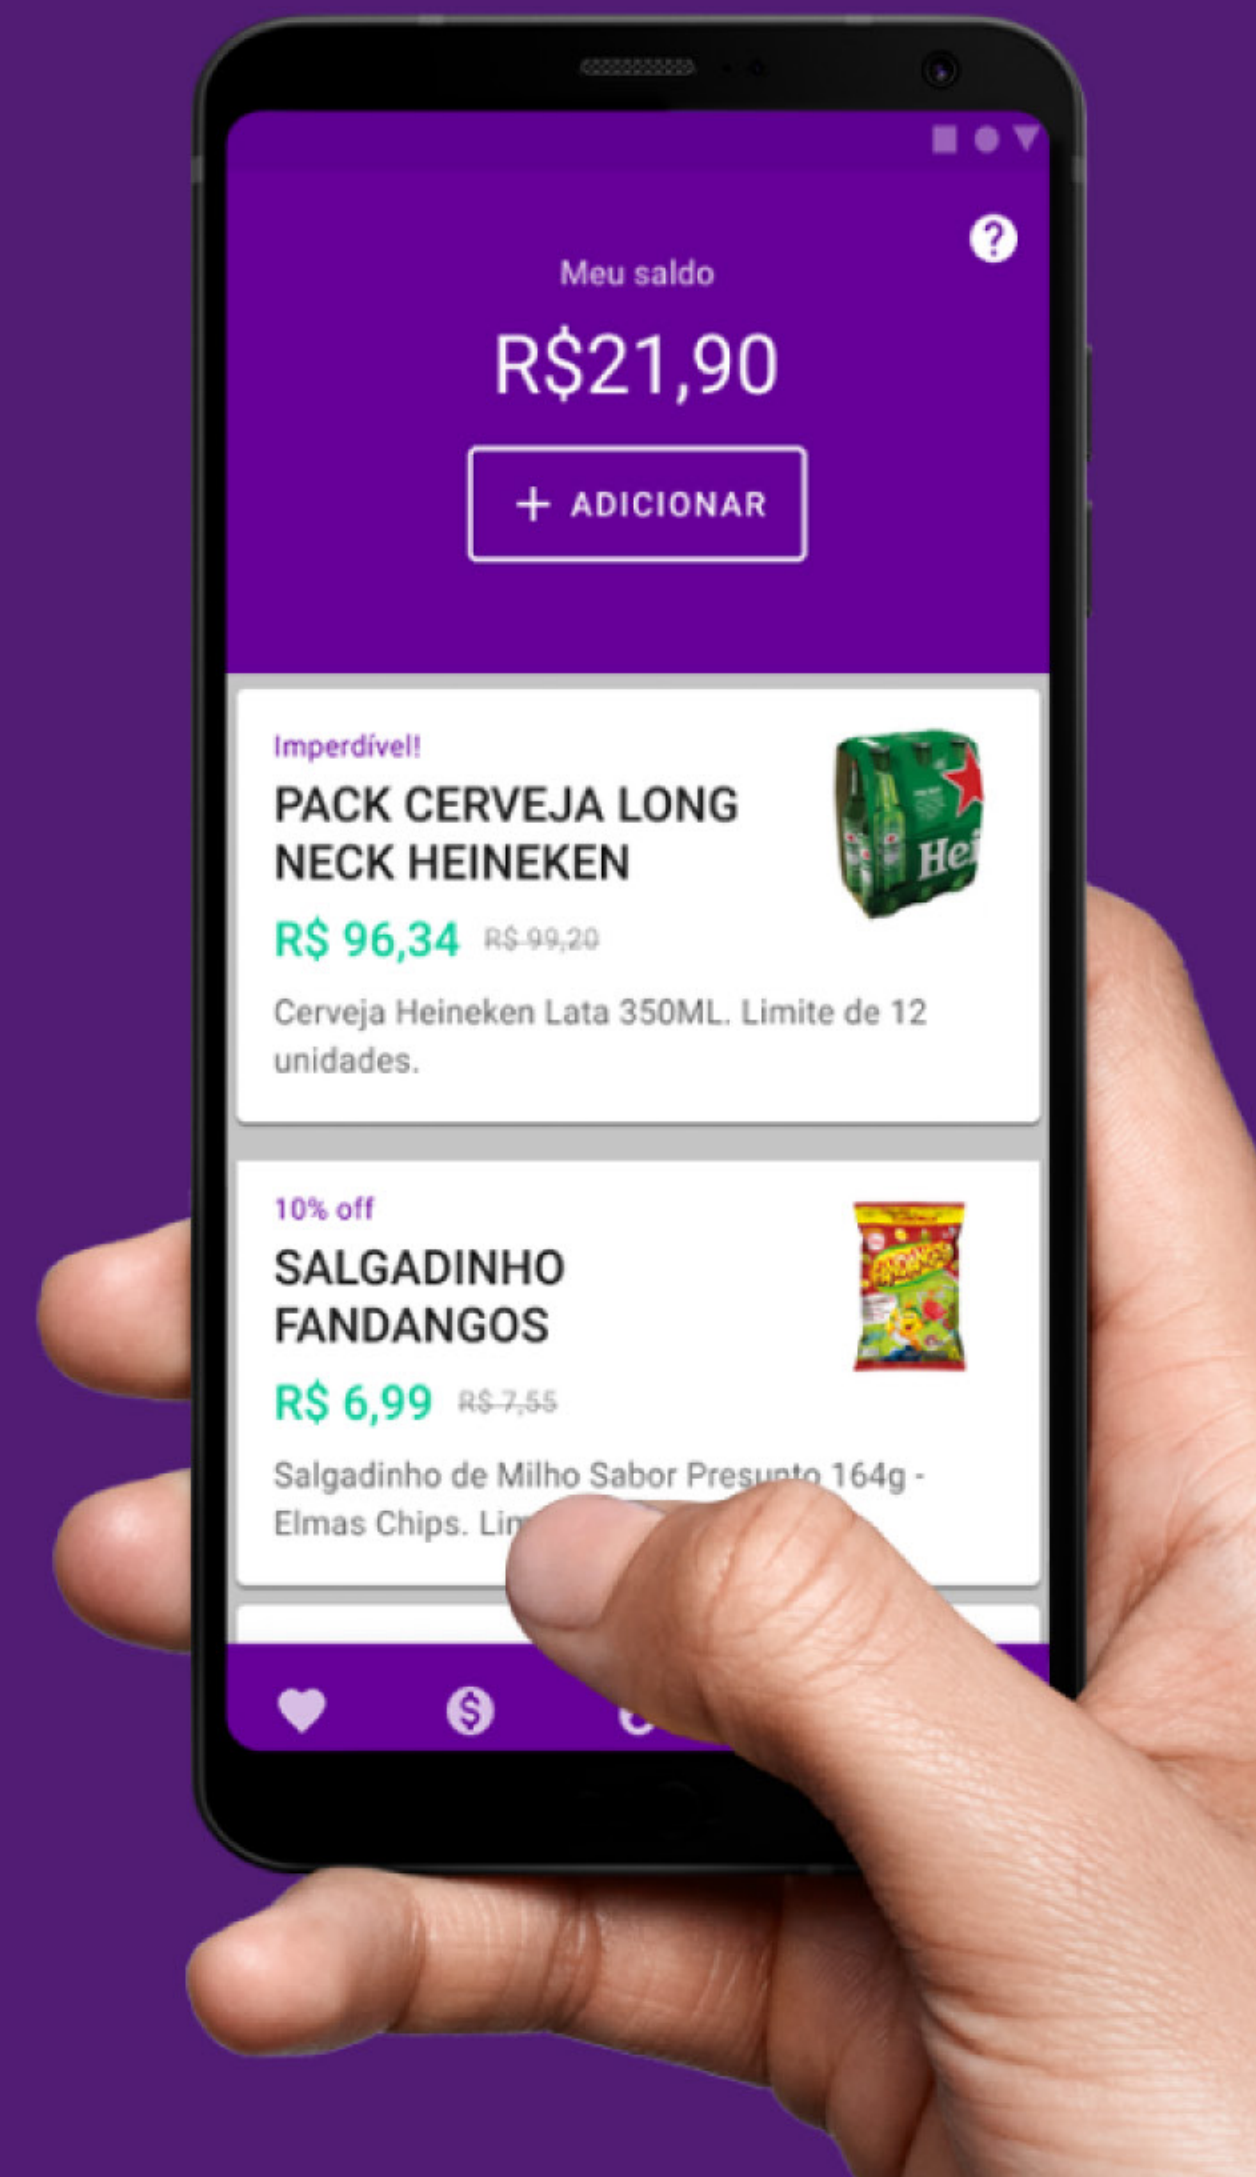 Meu saldo
R$21,90
+ ADICIONAR
Imperdível!
PACK CERVEJA LONG
NECK HEINEKEN
Hei
R$ 96,34 R$ 99,20
Cerveja Heineken Lata 350ML. Limite de 12
unidades.
10% off
SALGADINHO
FANDANGOS
FANDANGOS
R$ 6,99 R$ 7,55
Salgadinho de Milho Sabor Presunto 164g -
Elmas Chips.